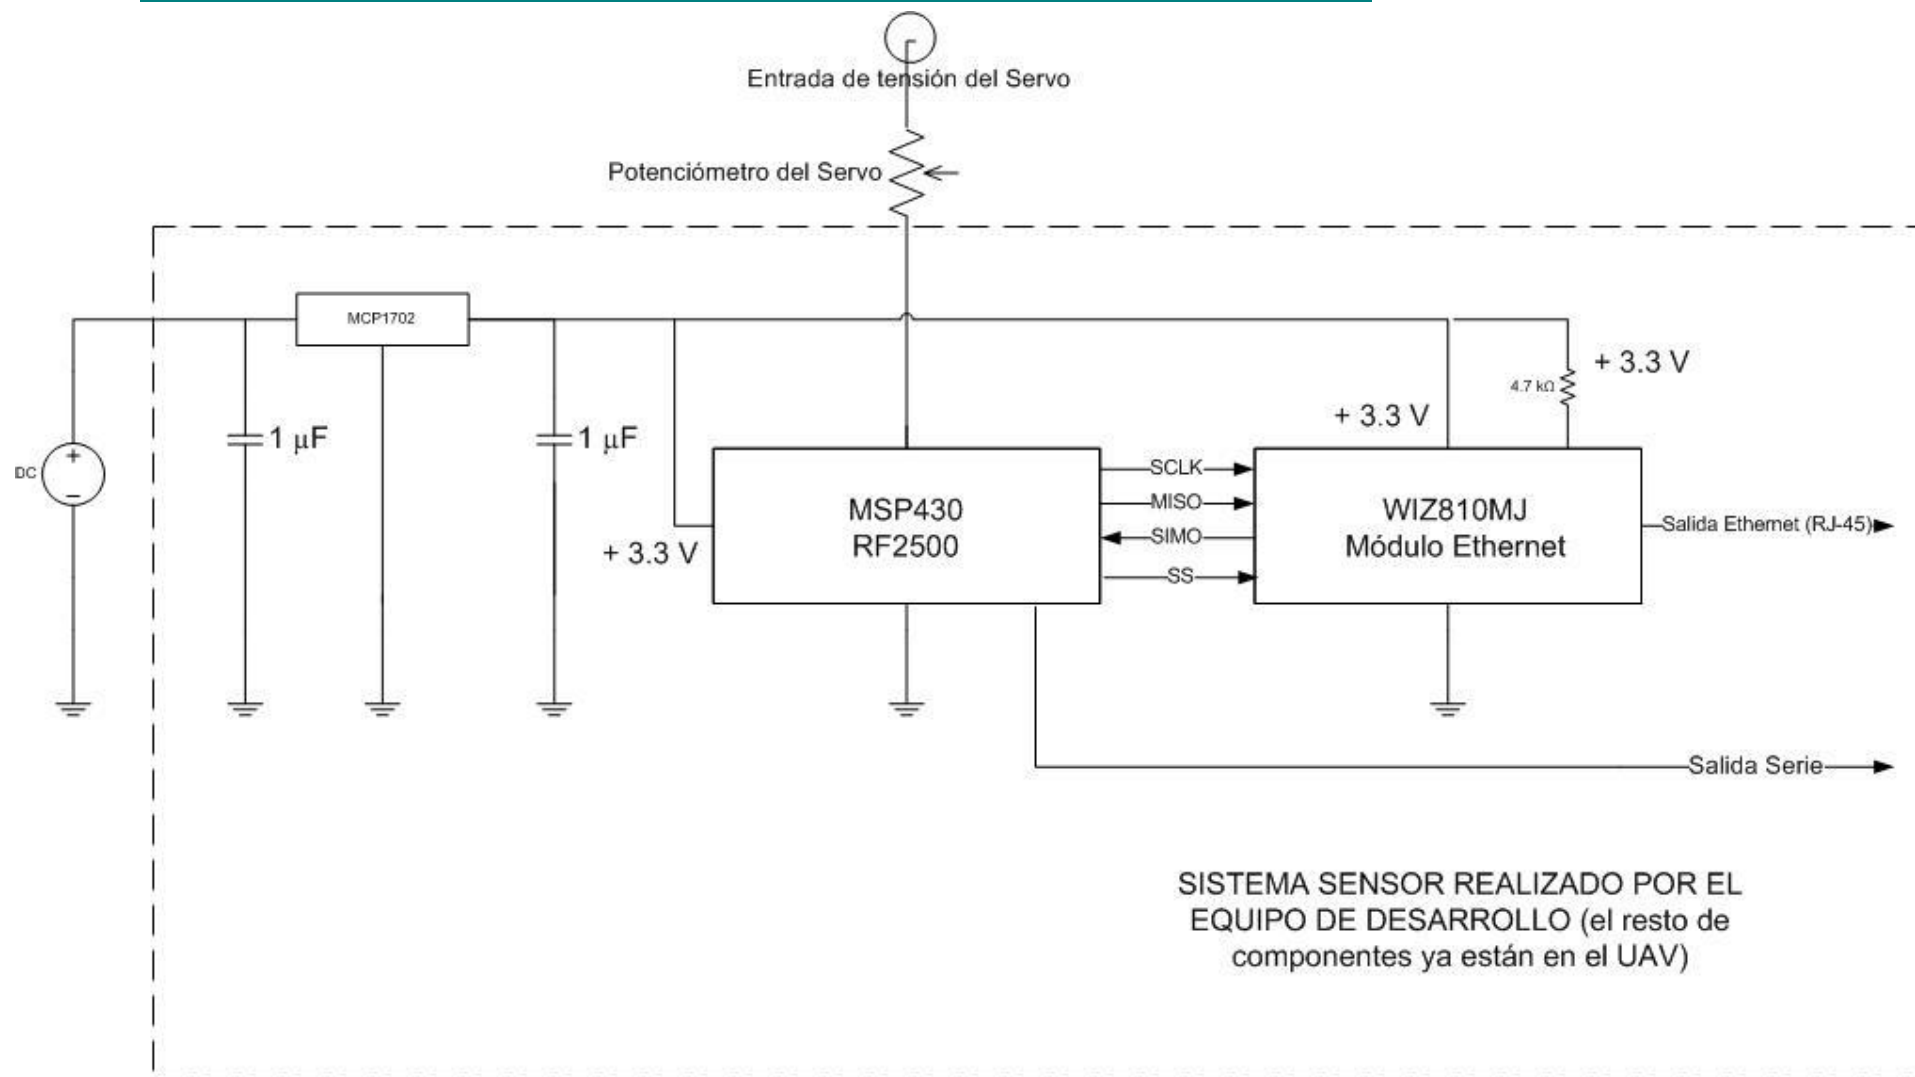 Entrada de tensión del Servo
Potenciómetro del Servo
MCP1702
+ 3.3 V
4.7 kΩ
+ 3.3 V
1 µF
1 µF
DC
+
−
SCLK
MISO
SIMO
SS
MSP430
RF2500
+ 3.3 V
WIZ810MJ
Módulo Ethernet
Salida Ethernet (RJ-45)
Salida Serie
SISTEMA SENSOR REALIZADO POR EL
EQUIPO DE DESARROLLO (el resto de
componentes ya están en el UAV)